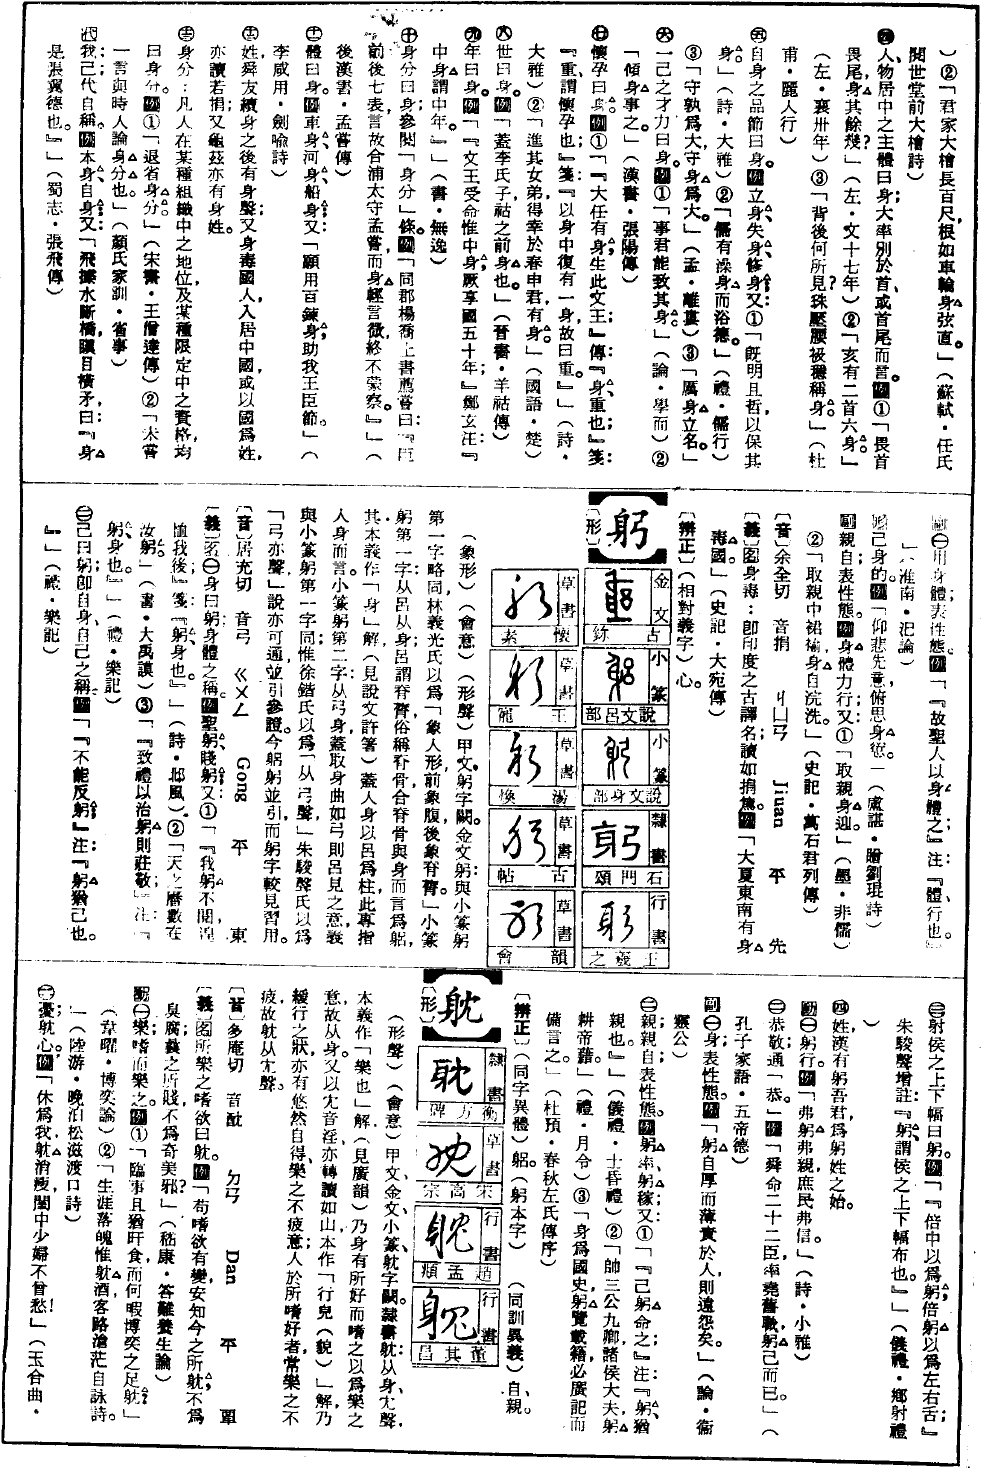 )②「君家大檜長百尺,根如車輪身弦直。」(蘇軾・任氏
閱世堂前大檜詩)
㊃人、物居中之主體曰身;大率別於首、或首尾而言。例①「畏首
畏尾,身其餘幾?」(左・文十七年)②「亥有二首六身。」
(左・襄卅年)③「背後何所見?珠壓腰衱穩稱身。」(杜
甫・麗人行)
㊄自身之品節曰身。例立身、失身、修身;又①「既明且哲,以保其
身。」(詩・大雅)②「儒有澡身而浴德。」(禮・儒行)
③「守孰為大?守身為大。」(孟・離婁)③「厲身立名。」
㊅一己之才力曰身。例①「事君能致其身。」(論・學而)②
「傾身事之。」(漢書・張陽傳)
㊆懷孕曰身。例①「『大任有身,生此文王。』傳:『身,重也。』箋:
『重,謂懷孕也。』箋:『以身中復有一身,故曰重。』」(詩・
大雅)②「進其女弟,得幸於春申君,有身。」(國語・楚)
㊇世曰身。例「蓋李氏子,祜之前身也。」(晉書・羊祜傳)
㊈年曰身。例「『文王受命惟中身,厥享國五十年。』鄭玄注:『
中身,謂中年。』」(書・無逸)
㊉身分曰身;參閱「身分」條。例「同郡楊喬上書薦嘗曰:『臣
前後七表言故合浦太守孟嘗,而身輕言微,終不蒙察。』」(
後漢書・孟嘗傳)
體曰身。例車身、河身、船身;又「願用百鍊身,助我王臣節。」(
李咸用・劍喻詩)
姓,舜友續身之後有身氏;又身毒國人入居中國,或以國為姓,
亦讀若捐;又龜茲亦有身姓。
身分:凡人在某種組織中之地位及某種限定中之資格,均
曰身分。例①「退省身分。」(宋書・王僧達傳)②「未嘗
一言與時人論身分也。」(顏氏家訓・省事)
代我;己代自稱。例本身、自身;又「飛據水斷橋,瞋目橫矛曰:『身
是張翼德也。』」(蜀志・張飛傳)
副㊀用身體表性態。例「『故聖人以身體之。』注:『體,行也。』
」(淮南・氾論)
形己身的。例「仰悲先意,俯思身愆。」(盧諶・贈劉琨詩)
副親自表性態。例身體力行;又①「取親身迎。」(墨・非儒)
②「取親中裙廁牏,身自浣洗。」(史記・萬石君列傳)
〔音〕余全切 音捐 ㄐㄩㄢ Jiuan 平 先
〔義〕名身毒:即印度之古譯名,讀如捐篤。例「大夏東南有身
毒國。」(史記・大宛傳)
〔辨正〕(相對義字)心。
躬
〔形〕
金文 古鉨
小篆 說文呂部
小篆 說文身部
隸書 石門頌
行書 王羲之
草書 懷素
草書 王寵
草書 湯煥
草書 古帖
草書 韻會
(象形)(會意)(形聲)甲文躬字闕。金文躬:與小篆躬
第一字略同,林義光氏以為「象人形,前象腹,後象脊膂。」小篆
躬:第一字从呂从身,呂謂脊膂,俗稱脊骨,合脊骨與身而言為躬,
其本義作「身」解,(見說文許箸)蓋人身以呂為柱,此專指
人身而言。小篆躬:第二字从弓身,蓋取身曲如弓則呂見之意,義
與小篆躬第一字同;惟徐鍇氏以為「从弓聲。」朱駿聲氏以為
「弓亦聲」,說亦可通,並引參證。今躳躬並引而躬字較見習用。
〔音〕居充切 音弓 ㄍㄨㄥ Gong 平 東
〔義〕名㊀身曰躬;身體之稱。例聖躬、賤躬;又①「『我躬不閱,遑
恤我後。』箋:『躬,身也。』」(詩・邶風)②「天之曆數在
汝躬。」(書・大禹謨)③「『致禮以治躬則莊敬。』注:『
躬,身也。』」(禮・樂記)
㊁己曰躬;即自身、自己之稱。例「『不能反躬。』注:『躬,猶己也。
』」(禮・樂記)
㊂射侯之上下幅曰躬。例「『倍中以為躬,倍躬以為左右舌。』
朱駿聲增註:『躬,謂侯之上下幅布也。』」(儀禮・鄉射禮
)
㊃姓,漢有躬吾君,為躬姓之始。
動㊀躬行。例「弗躬弗親,庶民弗信。」(詩・小雅)
㊁恭敬,通「恭。」例「舜命二十二臣,率堯舊職,躬己而已。」(
孔子家語・五帝德)
副㊀身表性態。例「躬自厚而薄責於人,則遠怨矣。」(論・衛
靈公)
㊁親,親自表性態。例躬率、躬稼;又①「『己躬命之。』注:『躬,猶
親也。』」(儀禮・士昏禮)②「帥三公九卿諸侯大夫,躬
耕帝藉。」(禮・月令)③「身為國史,躬覽載籍,必廣記而
備言之。」(杜預・春秋左氏傳序)
〔辨正〕(同字異體)躳。(躬本字) (同訓異義)自、親。
躭
〔形〕
隸書 衡方碑
草書 宋高宗
行書 趙孟頫
行書 董其昌
(形聲)(會意)甲文、金文、小篆躭字闕。隸書躭:从身,冘聲,
本義作「樂也」解,(見廣韻)乃身有所好而嗜之以為樂之
意,故从身。又以冘音淫,亦轉讀如山,本作「行皃(貌)」解,乃
緩行之狀,亦有悠然自得、樂之不疲意;人於所嗜好者常樂之不
疲,故躭从冘聲。
〔音〕多庵切 音酖 ㄉㄢ Dan 平 覃
〔義〕名所樂之嗜欲曰躭。例「苟嗜欲有變,安知今之所躭,不為
臭腐?曩之所賤,不為奇美邪?」(嵇康・答難養生論)
動㊀樂;嗜而樂之。例①「臨事且猶旰食,而何暇博奕之足躭。」
(韋曜・博奕論)②「生涯落魄惟躭酒,客路滄茫自詠詩。
」(陸游・晚泊松滋渡口詩)
㊁憂;躭心。例「休為我躭消瘦,閨中少婦不曾愁!」(玉合曲・